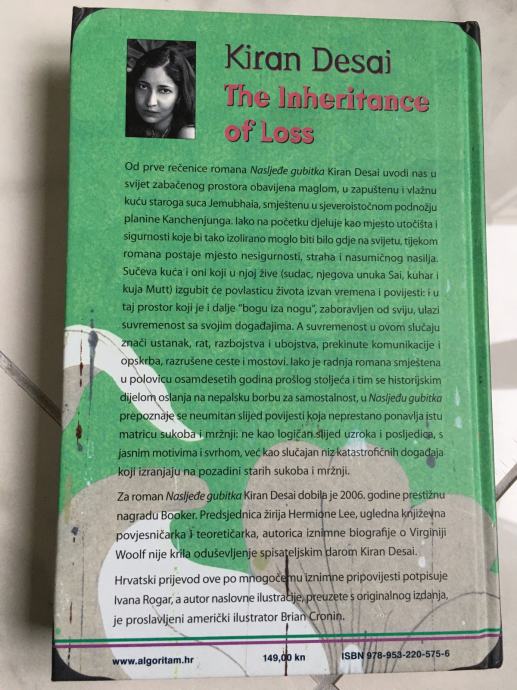 Kiran Desai
The Inheritance
of Loss
Od prve rečenice romana Nasljeđe gubitka Kiran Desai uvodi nas u
svijet zabačenog prostora obavijena maglom, u zapuštenu i vlažnu
kuću staroga suca Jemubhaia, smještenu u sjeveroistočnom podnožju
planine Kanchenjunga. Iako na početku djeluje kao mjesto utočišta i
sigurnosti koje bi tako izolirano moglo biti bilo gdje na svijetu, tijekom
romana postaje mjesto nesigurnosti, straha i nasumičnog nasilja.
Sučeva kuća i oni koji u njoj žive (sudac, njegova unuka Sai, kuhar i
kuja Mutt) izgubit će povlasticu života izvan vremena i povijesti: i u
taj prostor koji je i dalje "bogu iza nogu", zaboravljen od sviju, ulazi
suvremenost sa svojim događajima. A suvremenost u ovom slučaju
znači ustanak, rat, razbojstva i ubojstva, prekinute komunikacije i
opskrba, razrušene ceste i mostovi. Iako je radnja romana smještena
u polovicu osamdesetih godina prošlog stoljeća i tim se historijskim
dijelom oslanja na nepalsku borbu za samostalnost, u Nasljeđu gubitka
prepoznaje se neumitan slijed povijesti koja neprestano ponavlja istu
matricu sukoba i mržnji: ne kao logičan slijed uzroka i posljedica, s
jasnim motivima i svrhom, već kao slučajan niz katastrofičnih događaja
koji izranjaju na pozadini starih sukoba i mržnji.
Za roman Nasljeđe gubitka Kiran Desai dobila je 2006. godine prestižnu
nagradu Booker. Predsjednica žirija Hermione Lee, ugledna književna
povjesničarka i teoretičarka, autorica iznimne biografije o Virginiji
Woolf nije krila oduševljenje spisateljskim darom Kiran Desai.
Hrvatski prijevod ove po mnogočemu iznimne pripovijesti potpisuje
Ivana Rogar, a autor naslovne ilustracije, preuzete s originalnog izdanja,
je proslavljeni američki ilustrator Brian Cronin.
www.algoritam.hr 149,00 kn ISBN 978-953-220-575-6